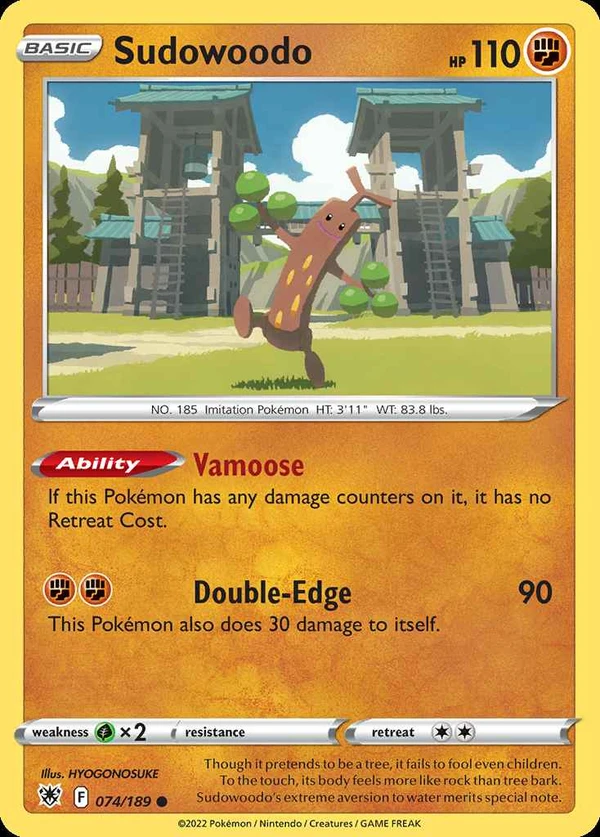 BASIC Sudowoodo HP 110
NO. 185 Imitation Pokémon HT: 3'11" WT: 83.8 lbs.
Ability Vamoose
If this Pokémon has any damage counters on it, it has no
Retreat Cost.
Double-Edge 90
This Pokémon also does 30 damage to itself.
weakness ×2 resistance retreat
Though it pretends to be a tree, it fails to fool even children.
To the touch, its body feels more like rock than tree bark.
Sudowoodo's extreme aversion to water merits special note.
Illus. HYOGONOSUKE
F 074/189
©2022 Pokémon / Nintendo / Creatures / GAME FREAK